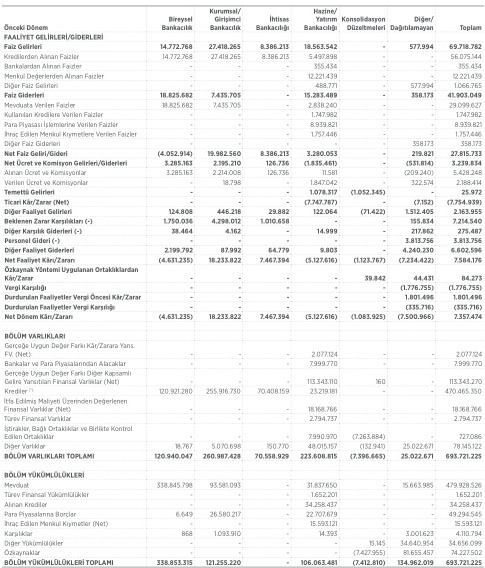 Önceki Dönem | Bireysel Bankacılık | Kurumsal/ Girişimci Bankacılık | İhtisas Bankacılığı | Hazine/ Yatırım Bankacılığı | Konsolidasyon Düzeltmeleri | Diğer/ Dağıtılamayan | Toplam
FAALİYET GELİRLERİ/GİDERLERİ
Faiz Gelirleri 14.772.768 27.418.265 8.386.213 18.563.542 - 577.994 69.718.782
Kredilerden Alınan Faizler 14.772.768 27.418.265 8.386.213 5.497.898 - - 56.075.144
Bankalardan Alınan Faizler - - - 355.434 - - 355.434
Menkul Değerlerden Alınan Faizler - - - 12.221.439 - - 12.221.439
Diğer Faiz Gelirleri - - - 488.771 - 577.994 1.066.765
Faiz Giderleri 18.825.682 7.435.705 - 15.283.489 - 358.173 41.903.049
Mevduata Verilen Faizler 18.825.682 7.435.705 - 2.838.240 - - 29.099.627
Kullanılan Kredilere Verilen Faizler - - - 1.747.982 - - 1.747.982
Para Piyasası İşlemlerine Verilen Faizler - - - 8.939.821 - - 8.939.821
İhraç Edilen Menkul Kıymetlere Verilen Faizler - - - 1.757.446 - - 1.757.446
Diğer Faiz Giderleri - - - - - 358.173 358.173
Net Faiz Geliri/Gideri (4.052.914) 19.982.560 8.386.213 3.280.053 - 219.821 27.815.733
Net Ücret ve Komisyon Gelirleri/Giderleri 3.285.163 2.195.210 126.736 (1.835.461) - (531.814) 3.239.834
Alınan Ücret ve Komisyonlar 3.285.163 2.214.008 126.736 11.581 - (209.240) 5.428.248
Verilen Ücret ve Komisyonlar - 18.798 - 1.847.042 - 322.574 2.188.414
Temettü Gelirleri - - - 1.078.317 (1.052.345) - 25.972
Ticari Kâr/Zarar (Net) - - - (7.747.787) - (7.152) (7.754.939)
Diğer Faaliyet Gelirleri 124.808 446.218 29.882 122.064 (71.422) 1.512.405 2.163.955
Beklenen Zarar Karşılıkları (-) 1.750.036 4.298.012 1.010.658 - - 155.834 7.214.540
Diğer Karşılık Giderleri (-) 38.464 4.162 - 14.999 - 217.862 275.487
Personel Gideri (-) - - - - - 3.813.756 3.813.756
Diğer Faaliyet Giderleri 2.199.792 87.992 64.779 9.803 - 4.240.230 6.602.596
Net Faaliyet Kârı/Zararı (4.631.235) 18.233.822 7.467.394 (5.127.616) (1.123.767) (7.234.422) 7.584.176
Özkaynak Yöntemi Uygulanan Ortaklıklardan
Kâr/Zarar - - - - 39.842 44.431 84.273
Vergi Karşılığı - - - - - (1.776.755) (1.776.755)
Durdurulan Faaliyetler Vergi Öncesi Kâr/Zarar - - - - - 1.801.496 1.801.496
Durdurulan Faaliyetler Vergi Karşılığı - - - - - (335.716) (335.716)
Net Dönem Kârı/Zararı (4.631.235) 18.233.822 7.467.394 (5.127.616) (1.083.925) (7.500.966) 7.357.474
BÖLÜM VARLIKLARI
Gerçeğe Uygun Değer Farkı Kâr/Zarara Yans.
FV. (Net) - - - 2.077.124 - - 2.077.124
Bankalar ve Para Piyasalarından Alacaklar - - - 7.999.770 - - 7.999.770
Gerçeğe Uygun Değer Farkı Diğer Kapsamlı
Gelire Yansıtılan Finansal Varlıklar (Net) - - - 113.343.110 160 - 113.343.270
Krediler (*) 120.921.280 255.916.730 70.408.159 23.219.181 - - 470.465.350
İtfa Edilmiş Maliyeti Üzerinden Değerlenen
Finansal Varlıklar (Net) - - - 18.168.766 - - 18.168.766
Türev Finansal Varlıklar - - - 2.794.737 - - 2.794.737
İştirakler, Bağlı Ortaklıklar ve Birlikte Kontrol
Edilen Ortaklıklar - - - 7.990.970 (7.263.884) - 727.086
Diğer Varlıklar 18.767 5.070.698 150.770 48.015.157 (132.941) 25.022.671 78.145.122
BÖLÜM VARLIKLARI TOPLAMI 120.940.047 260.987.428 70.558.929 223.608.815 (7.396.665) 25.022.671 693.721.225
BÖLÜM YÜKÜMLÜLÜKLERİ
Mevduat 338.845.798 93.581.093 - 31.837.650 - 15.663.985 479.928.526
Türev Finansal Yükümlülükler - - - 1.652.201 - - 1.652.201
Alınan Krediler - - - 34.258.437 - - 34.258.437
Para Piyasalarına Borçlar 6.649 26.580.217 - 22.707.679 - - 49.294.545
İhraç Edilen Menkul Kıymetler (Net) - - - 15.593.121 - - 15.593.121
Karşılıklar 868 1.093.910 - 14.393 - 3.001.623 4.110.794
Diğer Yükümlülükler - - - - 15.145 34.640.954 34.656.099
Özkaynaklar - - - - (7.427.955) 81.655.457 74.227.502
BÖLÜM YÜKÜMLÜLÜKLERİ TOPLAMI 338.853.315 121.255.220 - 106.063.481 (7.412.810) 134.962.019 693.721.225